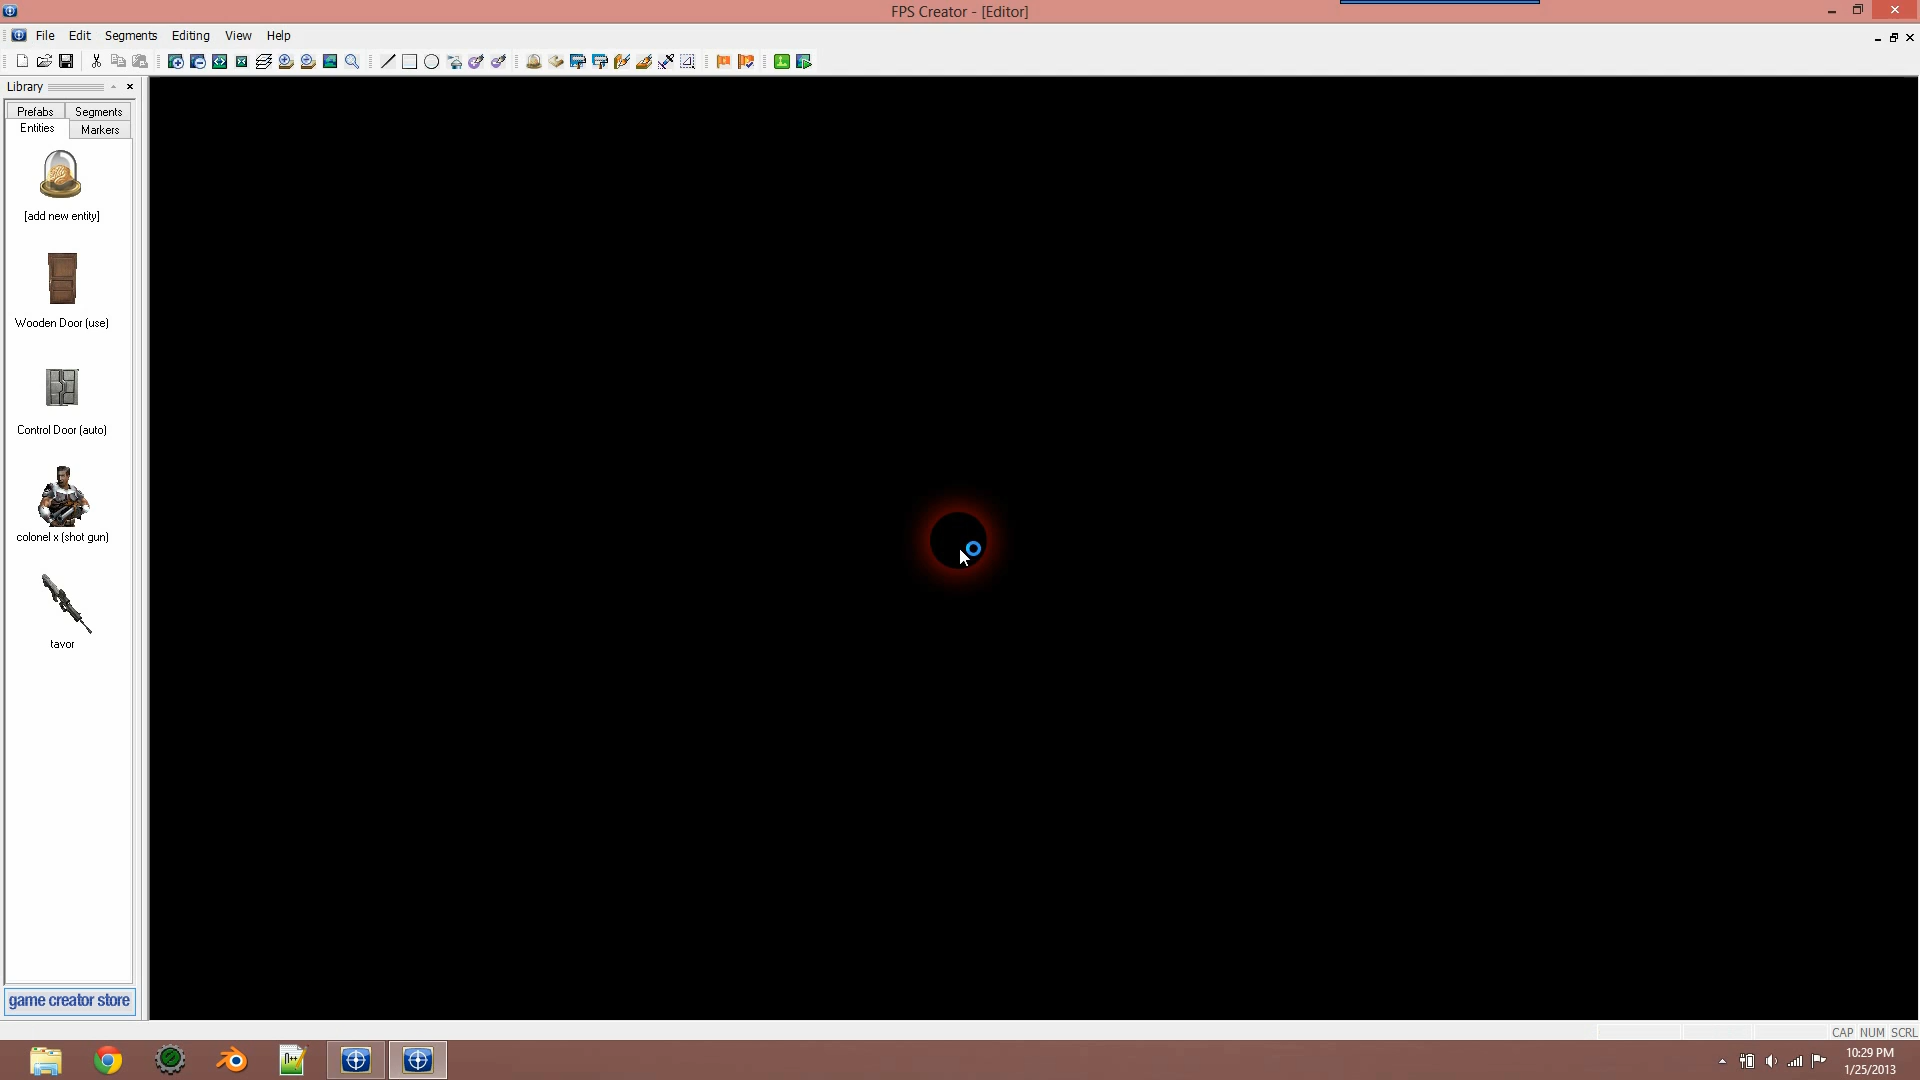 FPS Creator - [Editor]
File Edit Segments Editing View Help
Library
Prefabs Segments
Entities Markers
[add new entity]
Wooden Door (use)
Control Door (auto)
colonel x (shot gun)
tavor
game creator store
CAP NUM SCRL
10:29 PM
1/25/2013